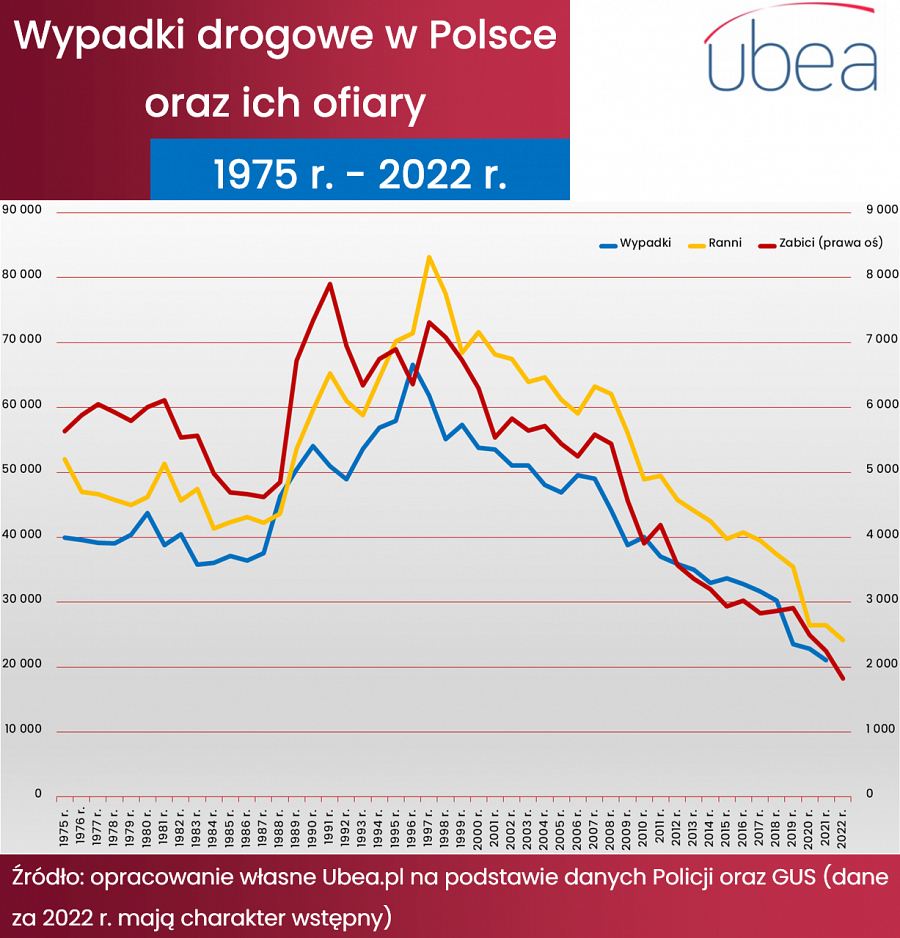 Wypadki drogowe w Polsce
oraz ich ofiary
1975 r. - 2022 r.
ubea
90 000
80 000
70 000
60 000
50 000
40 000
30 000
20 000
10 000
0
Wypadki Ranni Zabici (prawa oś)
9 000
8 000
7 000
6 000
5 000
4 000
3 000
2 000
1 000
0
1975 r.
1976 r.
1977 r.
1978 r.
1979 r.
1980 r.
1981 r.
1982 r.
1983 r.
1984 r.
1985 r.
1986 r.
1987 r.
1988 r.
1989 r.
1990 r.
1991 r.
1992 r.
1993 r.
1994 r.
1995 r.
1996 r.
1997 r.
1998 r.
1999 r.
2000 r.
2001 r.
2002 r.
2003 r.
2004 r.
2005 r.
2006 r.
2007 r.
2008 r.
2009 r.
2010 r.
2011 r.
2012 r.
2013 r.
2014 r.
2015 r.
2016 r.
2017 r.
2018 r.
2019 r.
2020 r.
2021 r.
2022 r.
Źródło: opracowanie własne Ubea.pl na podstawie danych Policji oraz GUS (dane
za 2022 r. mają charakter wstępny)